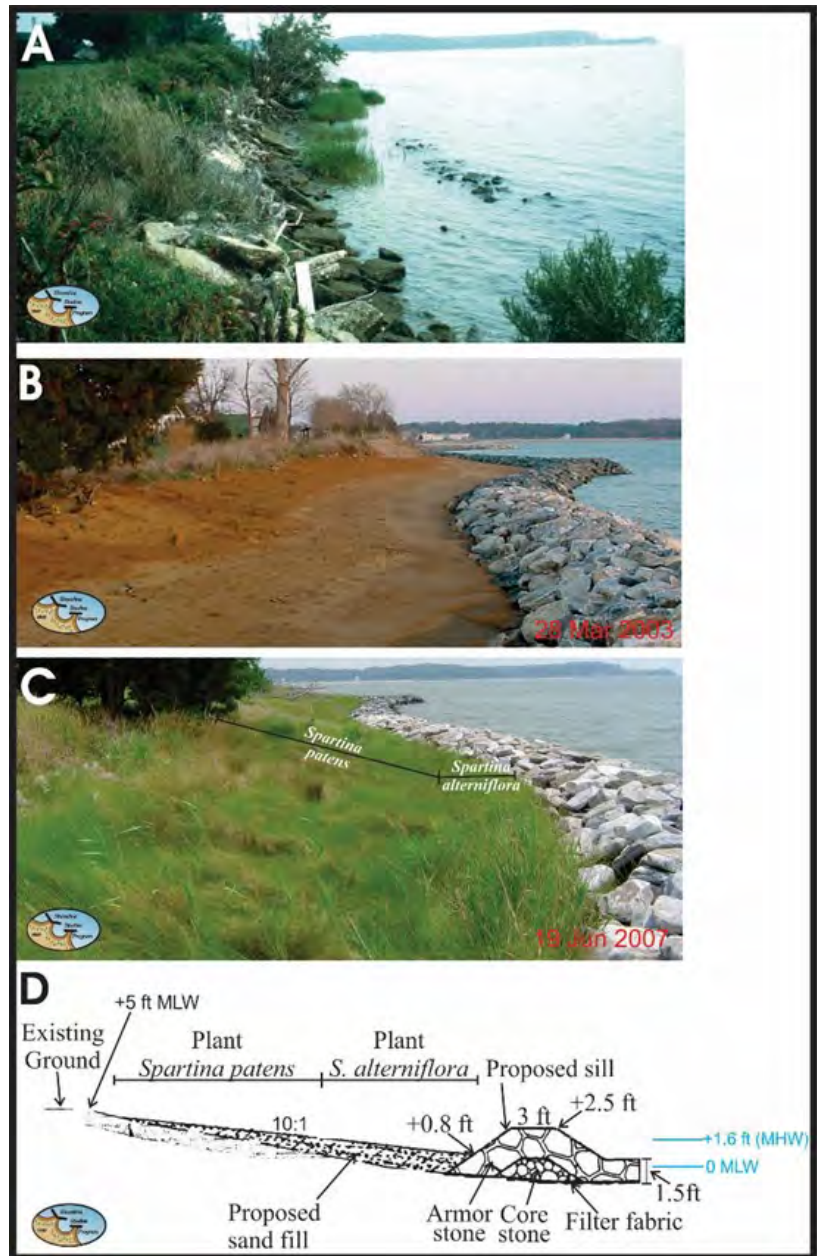 A
B
28 Mar 2003
C
Spartina
patens
Spartina
alterniflora
19 Jun 2007
D
+5 ft MLW
Existing
Ground
Plant
Spartina patens
Plant
S. alterniflora
Proposed sill
10:1
+0.8 ft
3 ft
+2.5 ft
+1.6 ft (MHW)
0 MLW
1.5ft
Proposed
sand fill
Armor
stone
Core
stone
Filter fabric